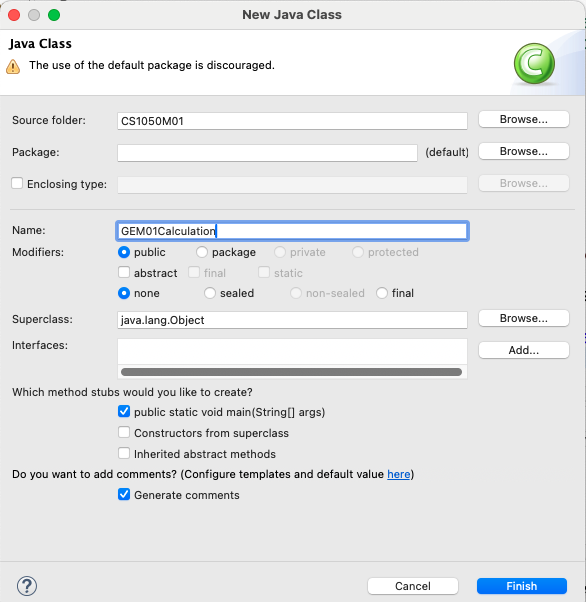 New Java Class
Java Class
The use of the default package is discouraged.
C
Source folder: CS1050M01 Browse...
Package: (default) Browse...
Enclosing type: Browse...
Name: GEM01Calculation
Modifiers: public package private protected
abstract final static
none sealed non-sealed final
Superclass: java.lang.Object Browse...
Interfaces: Add...
Which method stubs would you like to create?
public static void main(String[] args)
Constructors from superclass
Inherited abstract methods
Do you want to add comments? (Configure templates and default value here)
Generate comments
? Cancel Finish